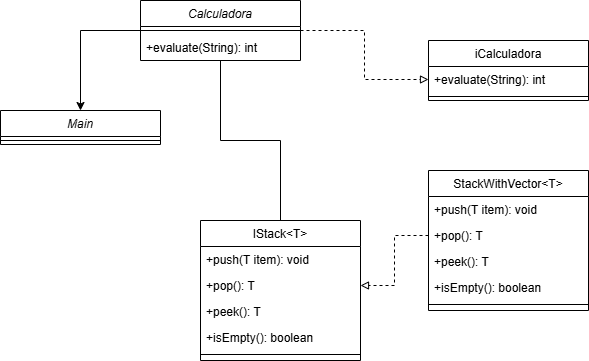 Calculadora
+evaluate(String): int
iCalculadora
+evaluate(String): int
Main
StackWithVector<T>
+push(T item): void
+pop(): T
+peek(): T
+isEmpty(): boolean
IStack<T>
+push(T item): void
+pop(): T
+peek(): T
+isEmpty(): boolean